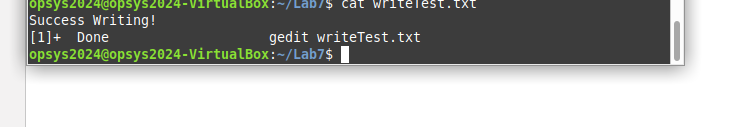 opsys2024@opsys2024-VirtualBox:~/Lab7$ cat writeTest.txt
Success Writing!
[1]+  Done                    gedit writeTest.txt
opsys2024@opsys2024-VirtualBox:~/Lab7$